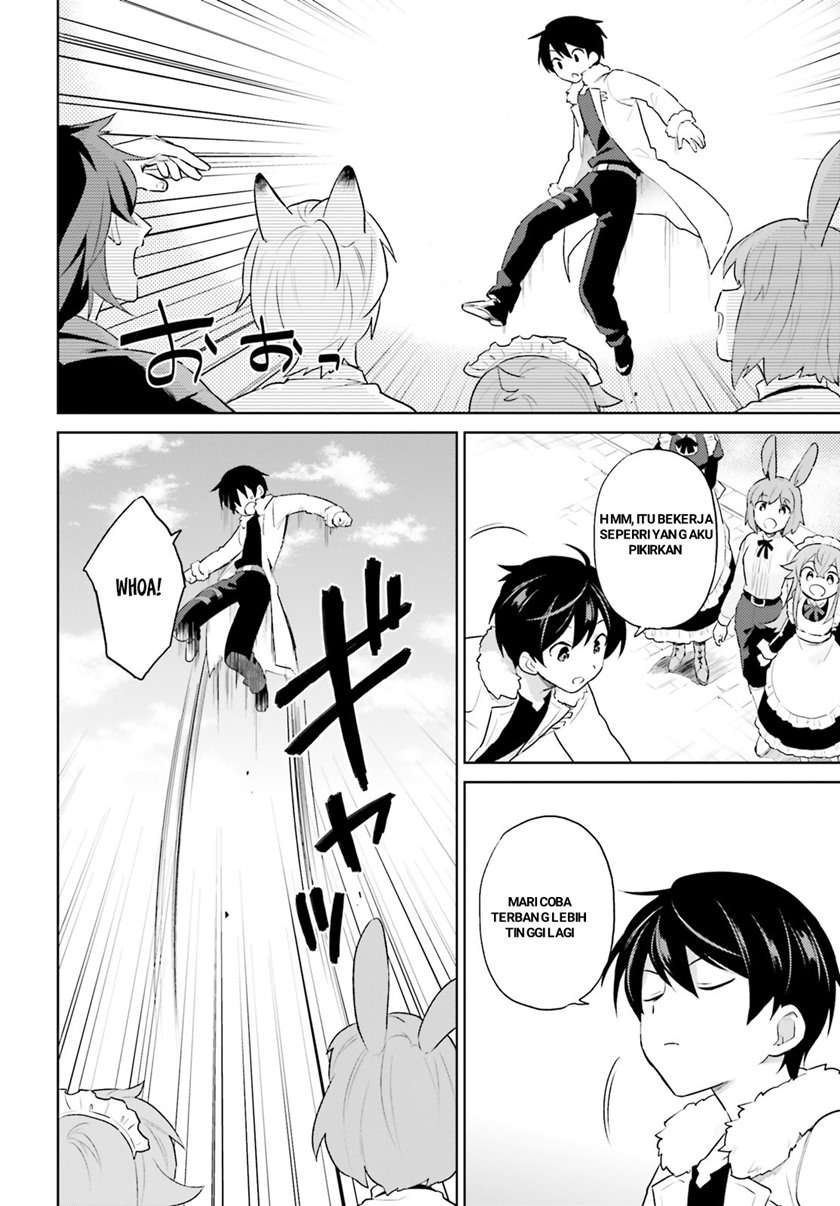 おおっ
HMM, ITU BEKERJA
SEPERRI YANG AKU
PIKIRKAN
MARI COBA
TERBANG LEBIH
TINGGI LAGI
WHOA!
ギャッ